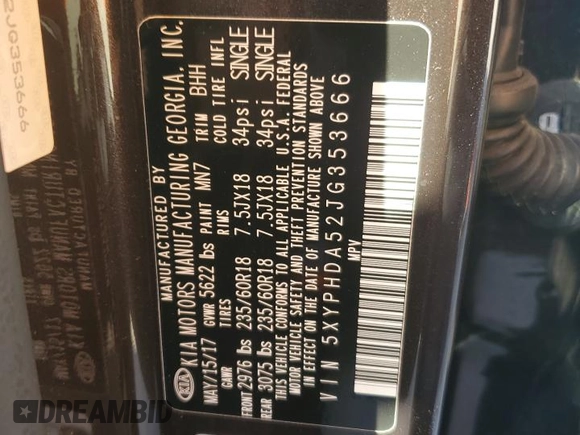 MANUFACTURED BY
KIA KIA MOTORS MANUFACTURING GEORGIA, INC.
MAY/15/17 GVWR 5622 lbs PAINT MN7 TRIM BHH
GAWR TIRES RIMS COLD TIRE INFL
FRONT 2976 lbs 235/60R18 7.5JX18 34psi SINGLE
REAR 3075 lbs 235/60R18 7.5JX18 34psi SINGLE
THIS VEHICLE CONFORMS TO ALL APPLICABLE U.S.A. FEDERAL
MOTOR VEHICLE SAFETY AND THEFT PREVENTION STANDARDS
IN EFFECT ON THE DATE OF MANUFACTURE SHOWN ABOVE
VIN 5XYPHDA52JG353666
MPV
DREAMBID